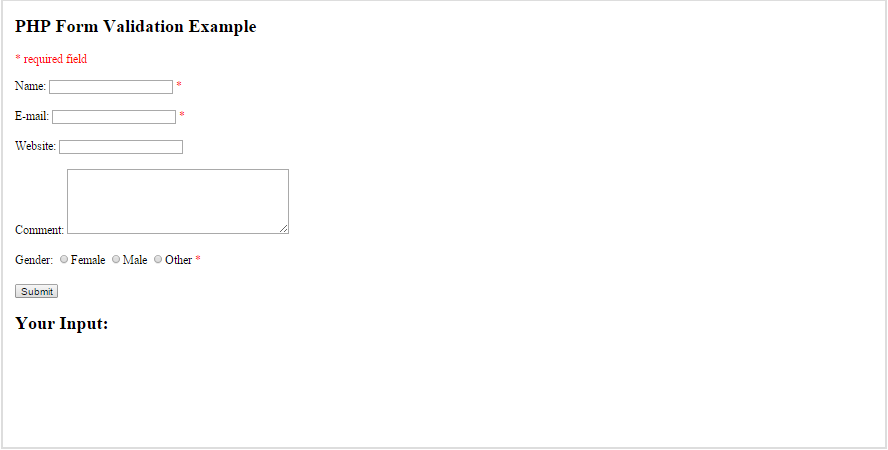 PHP Form Validation Example
* required field
Name: *
E-mail: *
Website:
Comment:
Gender: Female Male Other *
Submit
Your Input: